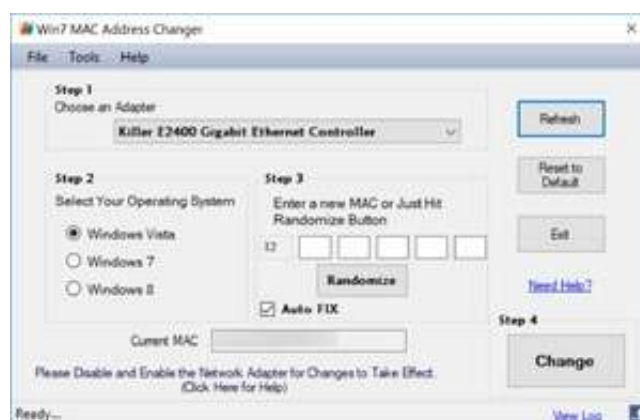 Win7 MAC Address Changer
File Tools Help
Step 1
Choose an Adapter
Killer E2400 Gigabit Ethernet Controller
Refresh
Step 2
Select Your Operating System
Windows Vista
Windows 7
Windows 8
Step 3
Enter a new MAC or Just Hit
Randomize Button
12
Randomize
Auto FIX
Reset to
Default
Exit
Need Help?
Current MAC
Please Disable and Enable the Network Adapter for Changes to Take Effect.
(Click Here for Help)
Step 4
Change
Ready...
View Log